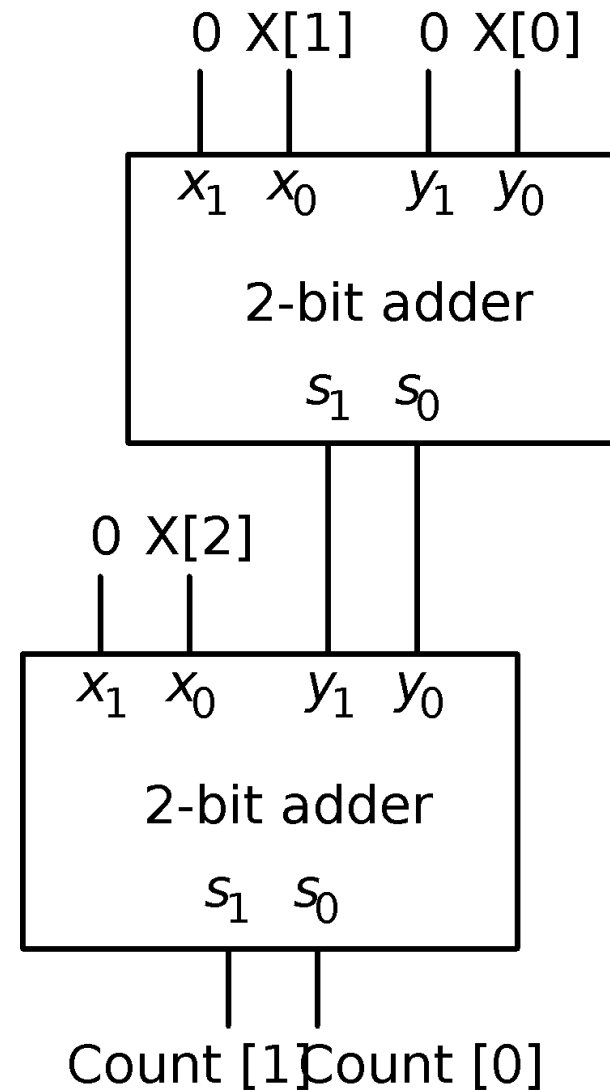 0 X[1] 0 X[0]
x1 x0 y1 y0
2-bit adder
s1 s0
0 X[2]
x1 x0 y1 y0
2-bit adder
s1 s0
Count [1] Count [0]